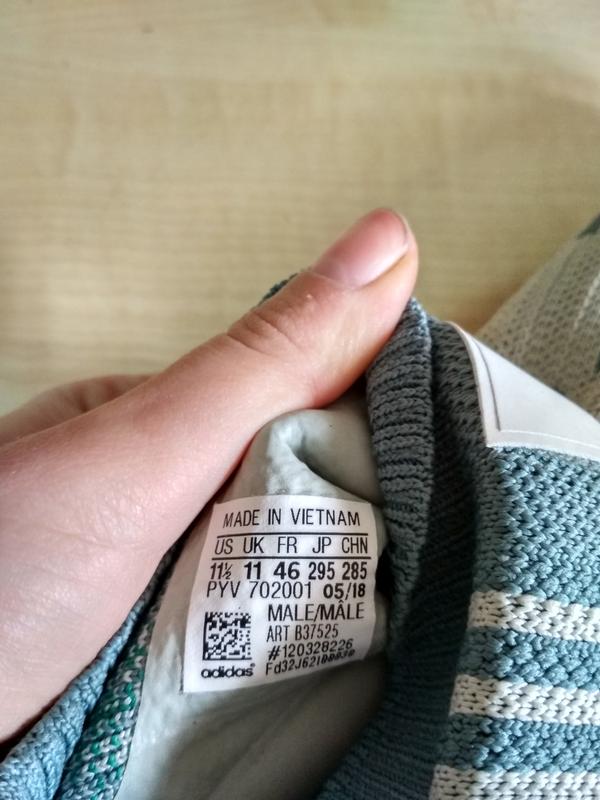 MADE IN VIETNAM
US UK FR JP CHN
11½ 11 46 295 285
PYV 702001 05/18
MALE/MÂLE
ART B37525
#120328226
adidas